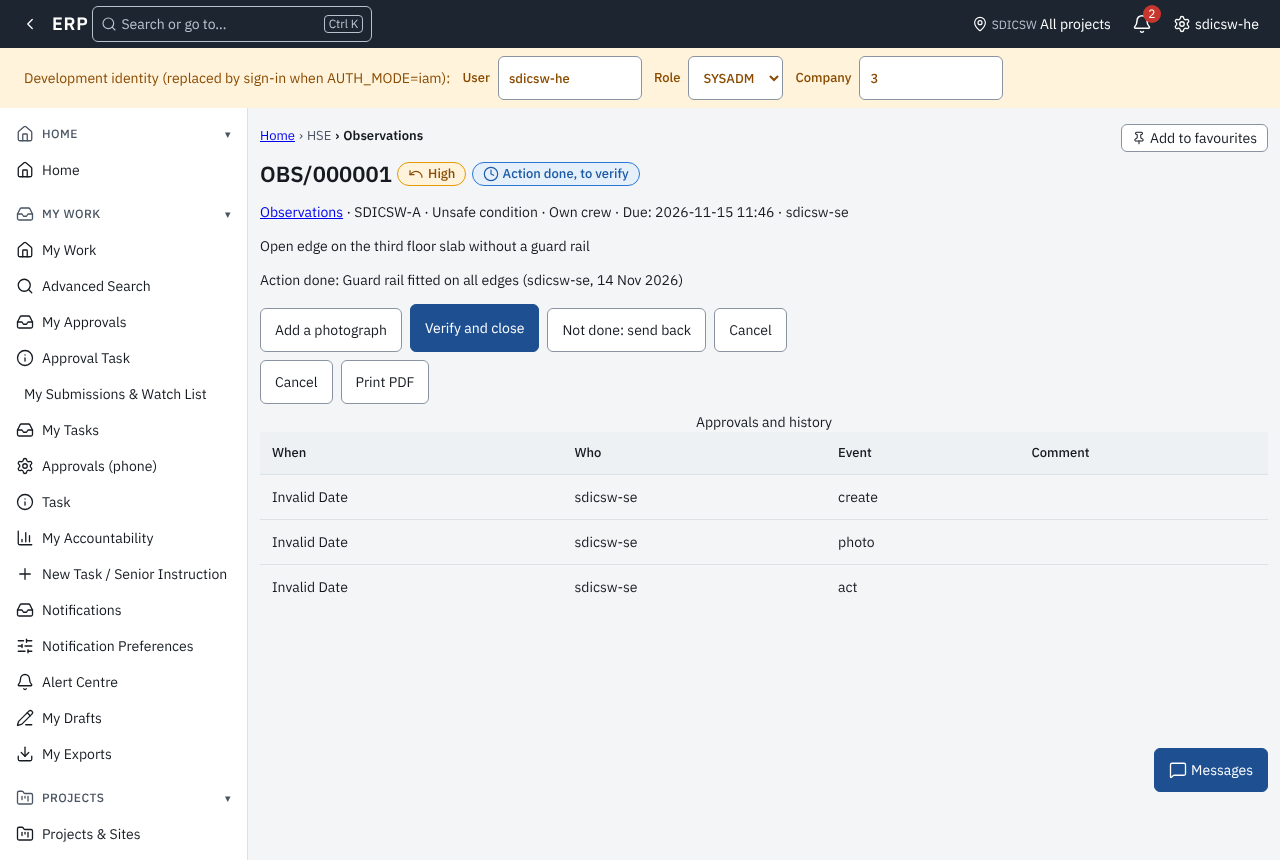 ERP
Search or go to...
Ctrl K
SDICSW All projects
2
sdicsw-he
Development identity (replaced by sign-in when AUTH_MODE=iam):
User
sdicsw-he
Role
SYSADM
Company
3
HOME
Home
MY WORK
My Work
Advanced Search
My Approvals
Approval Task
My Submissions & Watch List
My Tasks
Approvals (phone)
Task
My Accountability
New Task / Senior Instruction
Notifications
Notification Preferences
Alert Centre
My Drafts
My Exports
PROJECTS
Projects & Sites
Home › HSE › Observations
Add to favourites
OBS/000001 High Action done, to verify
Observations · SDICSW-A · Unsafe condition · Own crew · Due: 2026-11-15 11:46 · sdicsw-se
Open edge on the third floor slab without a guard rail
Action done: Guard rail fitted on all edges (sdicsw-se, 14 Nov 2026)
Add a photograph
Verify and close
Not done: send back
Cancel
Cancel
Print PDF
Approvals and history
When Who Event Comment
Invalid Date sdicsw-se create
Invalid Date sdicsw-se photo
Invalid Date sdicsw-se act
Messages